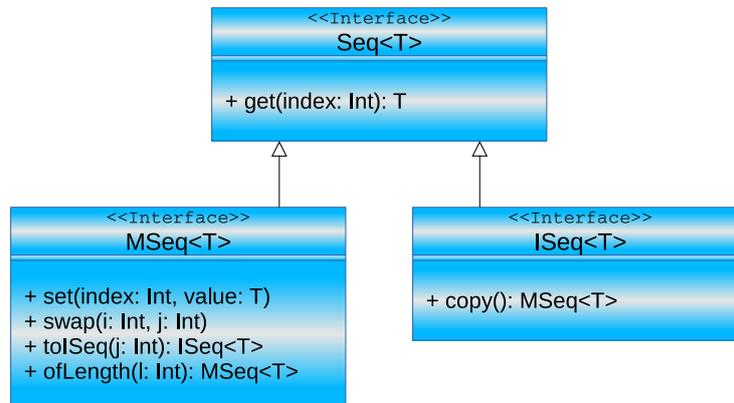 <<Interface>>
Seq<T>
+ get(index: Int): T
<<Interface>>
MSeq<T>
+ set(index: Int, value: T)
+ swap(i: Int, j: Int)
+ toISeq(j: Int): ISeq<T>
+ ofLength(l: Int): MSeq<T>
<<Interface>>
ISeq<T>
+ copy(): MSeq<T>